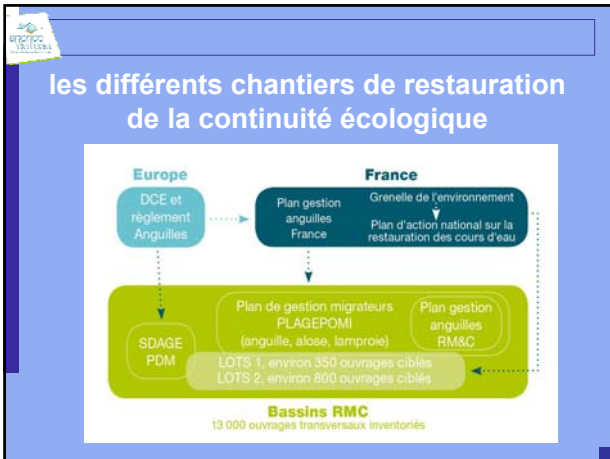 les différents chantiers de restauration
de la continuité écologique
Europe
DCE et
règlement
Anguilles
France
Plan gestion
anguilles
France
Grenelle de l'environnement
Plan d'action national sur la
restauration des cours d'eau
SDAGE
PDM
Plan de gestion migrateurs
PLAGEPOMI
(anguille, alose, lamproie)
Plan gestion
anguilles
RM&C
LOTS 1, environ 350 ouvrages ciblés
LOTS 2, environ 800 ouvrages ciblés
Bassins RMC
13 000 ouvrages transversaux inventoriés